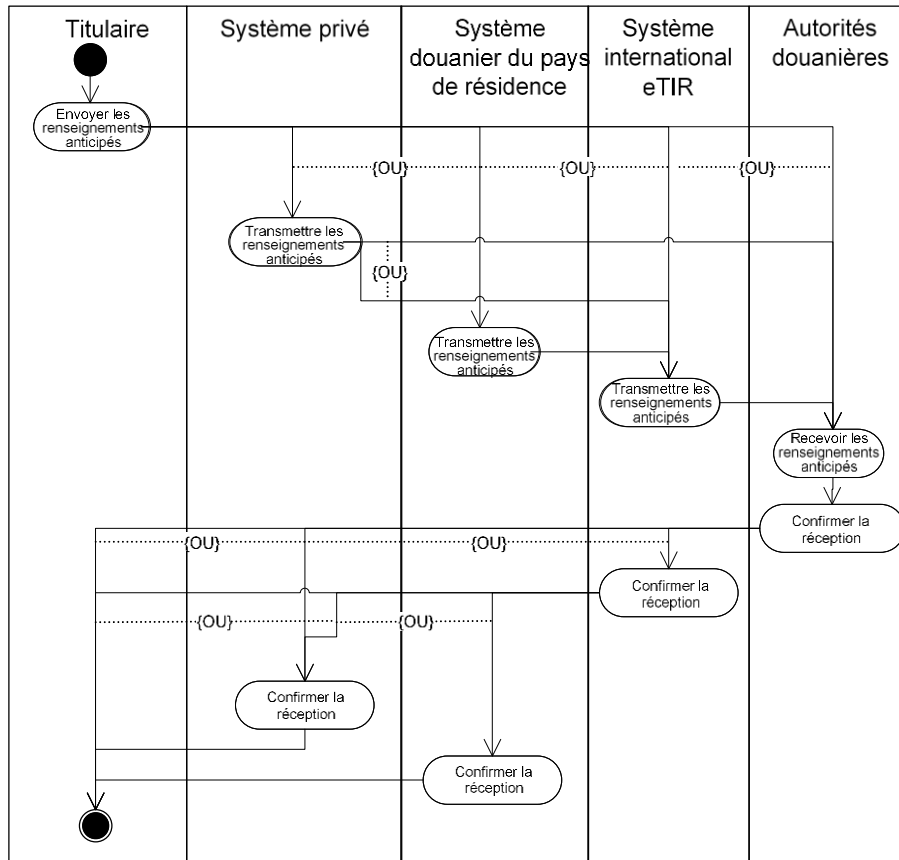 Titulaire
Système privé
Système
douanier du pays
de résidence
Système
international
eTIR
Autorités
douanières
Envoyer les
renseignements
anticipés
{OU}
{OU}
{OU}
Transmettre les
renseignements
anticipés
{OU}
Transmettre les
renseignements
anticipés
Transmettre les
renseignements
anticipés
Recevoir les
renseignements
anticipés
Confirmer la
réception
{OU}
{OU}
Confirmer la
réception
{OU}
{OU}
Confirmer la
réception
Confirmer la
réception